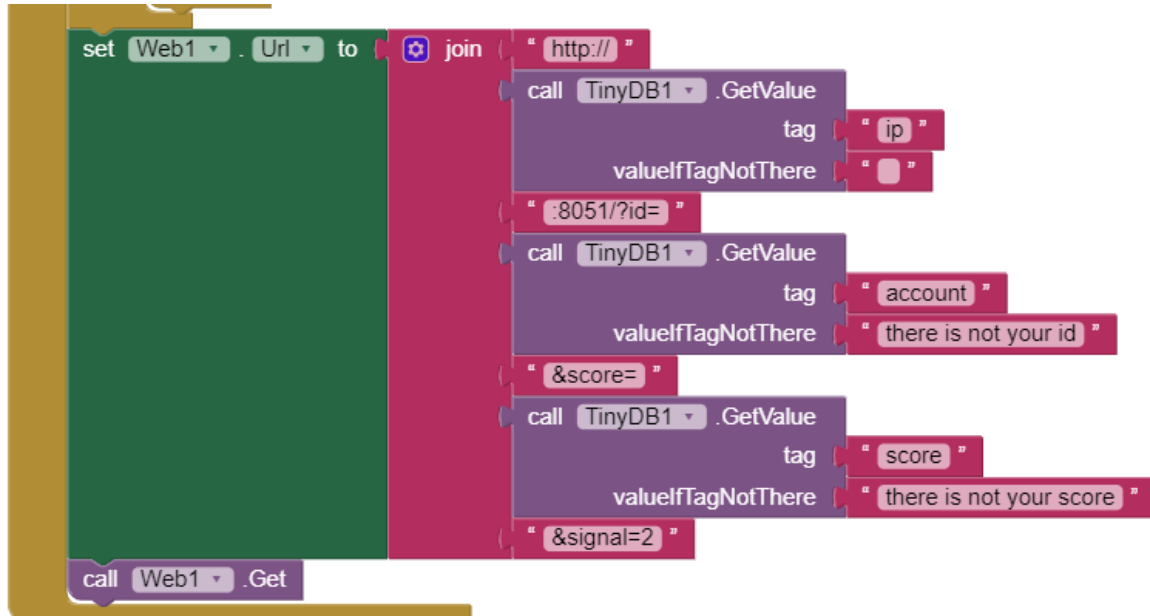 set Web1 . Url to join “ http:// ”
call TinyDB1 .GetValue
tag “ ip ”
valueIfTagNotThere “ ”
“ :8051/?id= ”
call TinyDB1 .GetValue
tag “ account ”
valueIfTagNotThere “ there is not your id ”
“ &score= ”
call TinyDB1 .GetValue
tag “ score ”
valueIfTagNotThere “ there is not your score ”
“ &signal=2 ”
call Web1 .Get